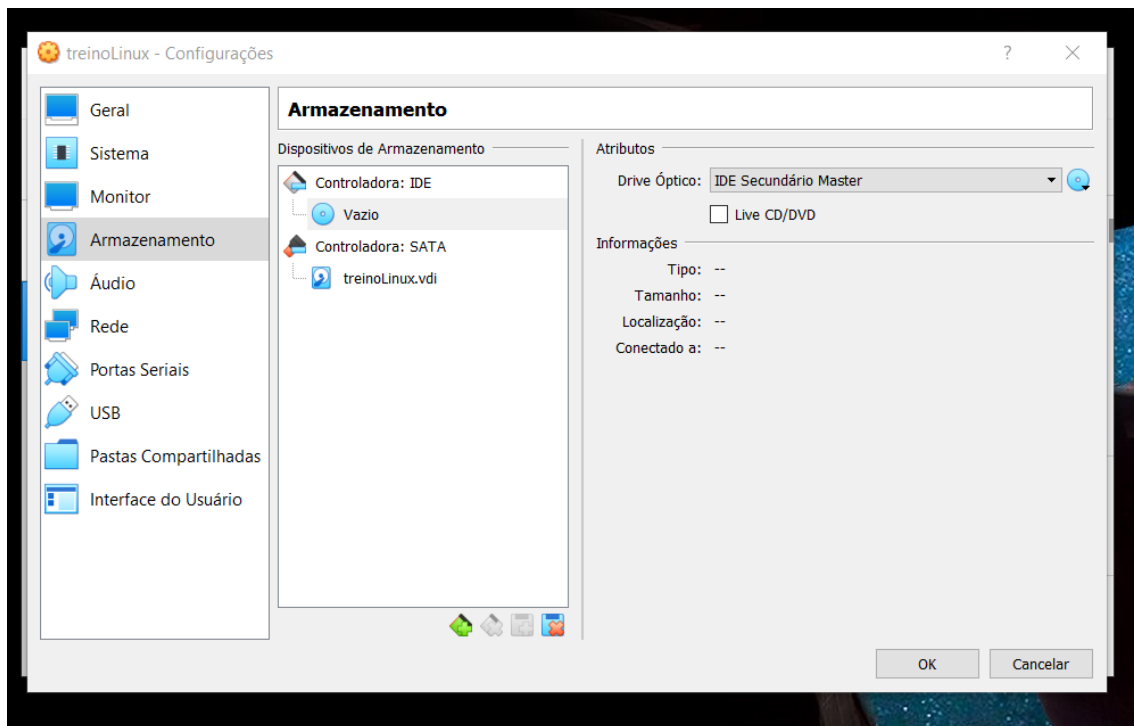 treinoLinux - Configurações
?
Geral
Sistema
Monitor
Armazenamento
Áudio
Rede
Portas Seriais
USB
Pastas Compartilhadas
Interface do Usuário
Armazenamento
Dispositivos de Armazenamento
Controladora: IDE
Vazio
Controladora: SATA
treinoLinux.vdi
Atributos
Drive Óptico: IDE Secundário Master
Live CD/DVD
Informações
Tipo: --
Tamanho: --
Localização: --
Conectado a: --
OK
Cancelar